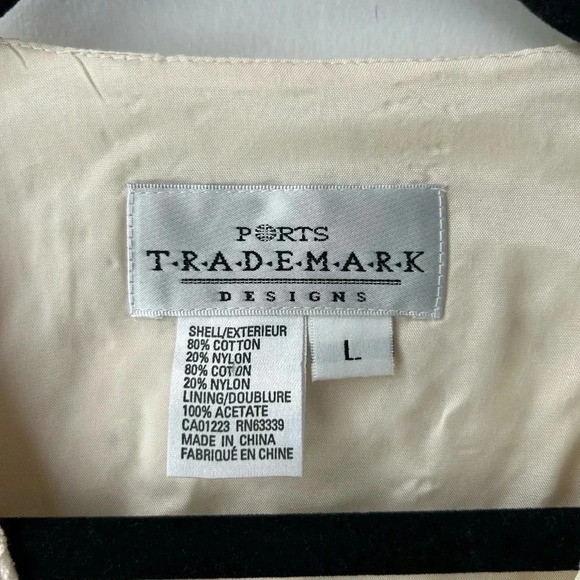 PORTS
T·R·A·D·E·M·A·R·K
DESIGNS
SHELL/EXTERIEUR
80% COTTON
20% NYLON
80% COTON
20% NYLON
LINING/DOUBLURE
100% ACETATE
CA01223 RN63339
MADE IN CHINA
FABRIQUÉ EN CHINE
L